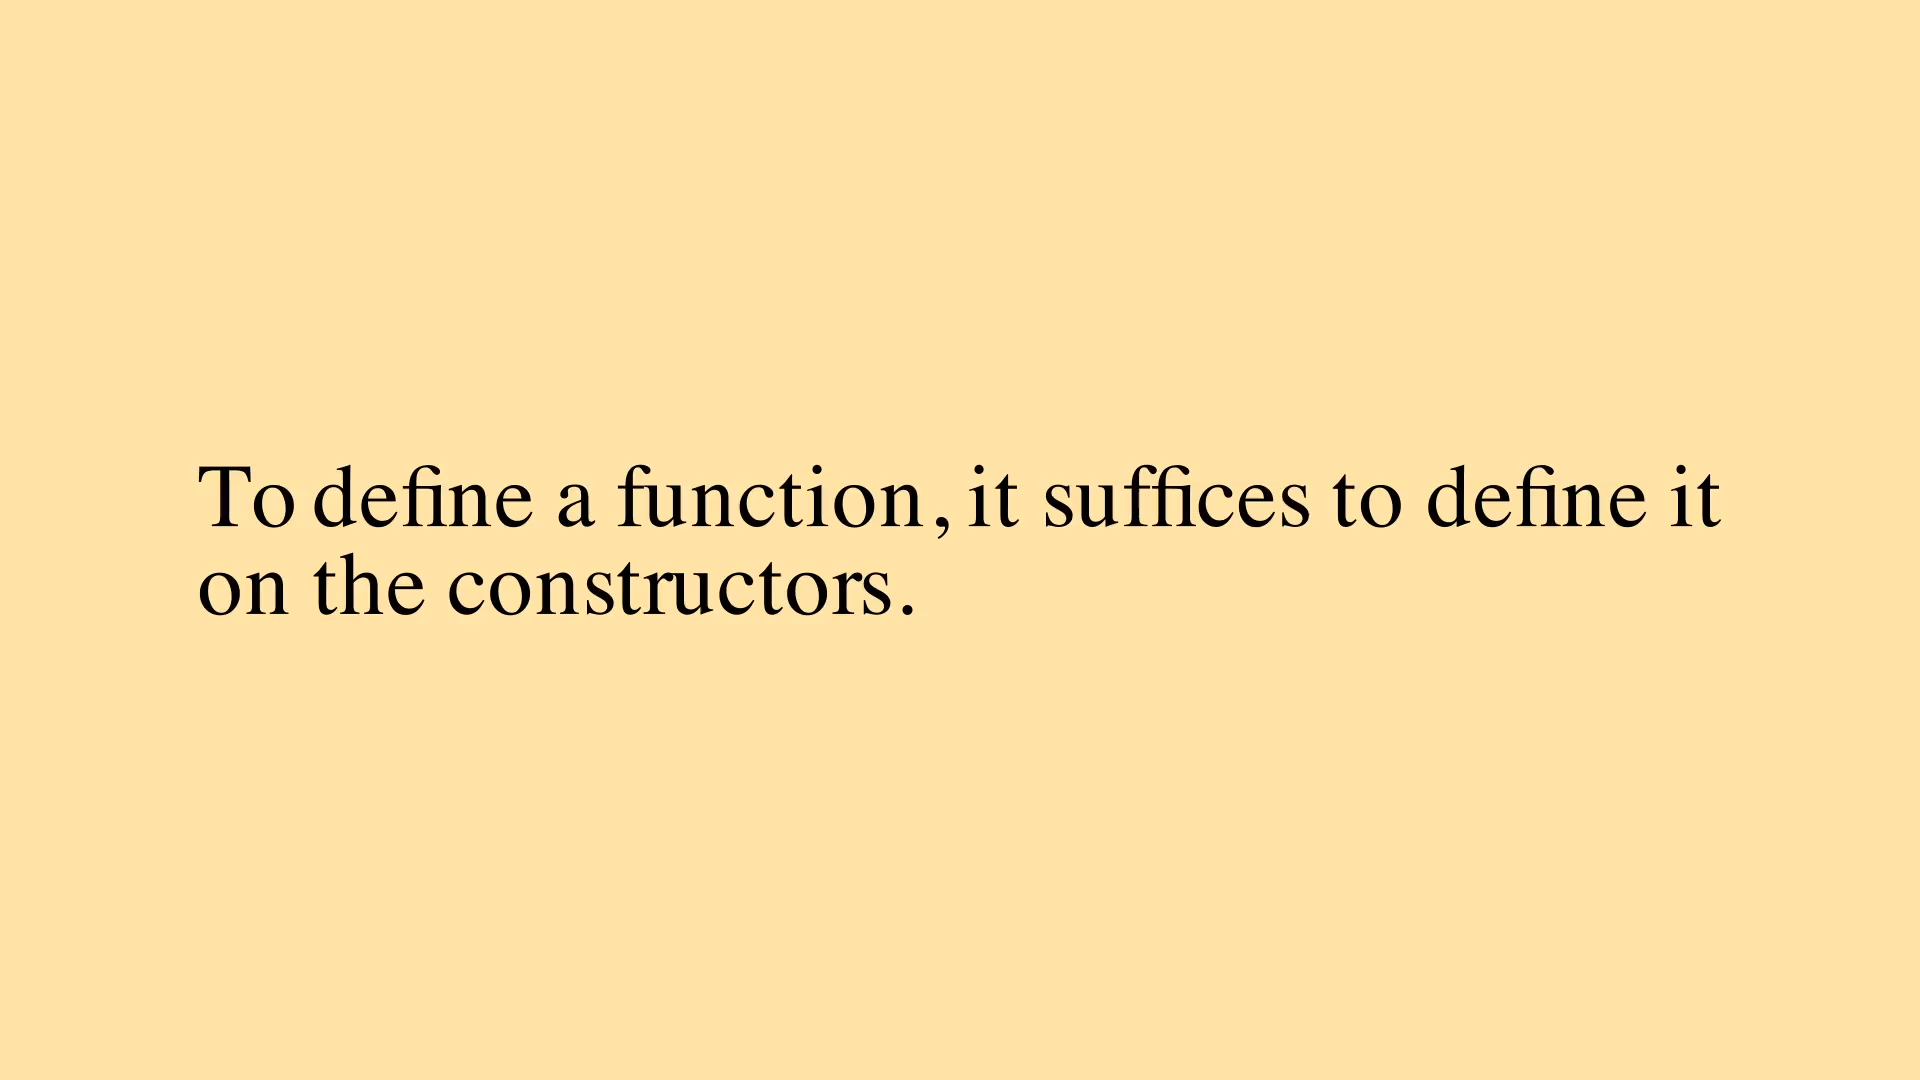 To define a function, it suffices to define it
on the constructors.